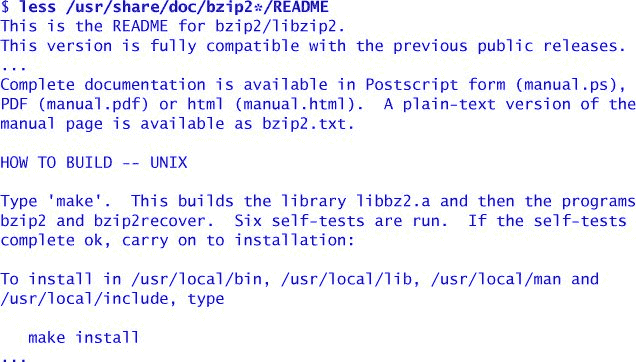 $ less /usr/share/doc/bzip2*/README
This is the README for bzip2/libzip2.
This version is fully compatible with the previous public releases.
...
Complete documentation is available in Postscript form (manual.ps),
PDF (manual.pdf) or html (manual.html).  A plain-text version of the
manual page is available as bzip2.txt.

HOW TO BUILD -- UNIX

Type 'make'.  This builds the library libbz2.a and then the programs
bzip2 and bzip2recover.  Six self-tests are run.  If the self-tests
complete ok, carry on to installation:

To install in /usr/local/bin, /usr/local/lib, /usr/local/man and
/usr/local/include, type

   make install
...